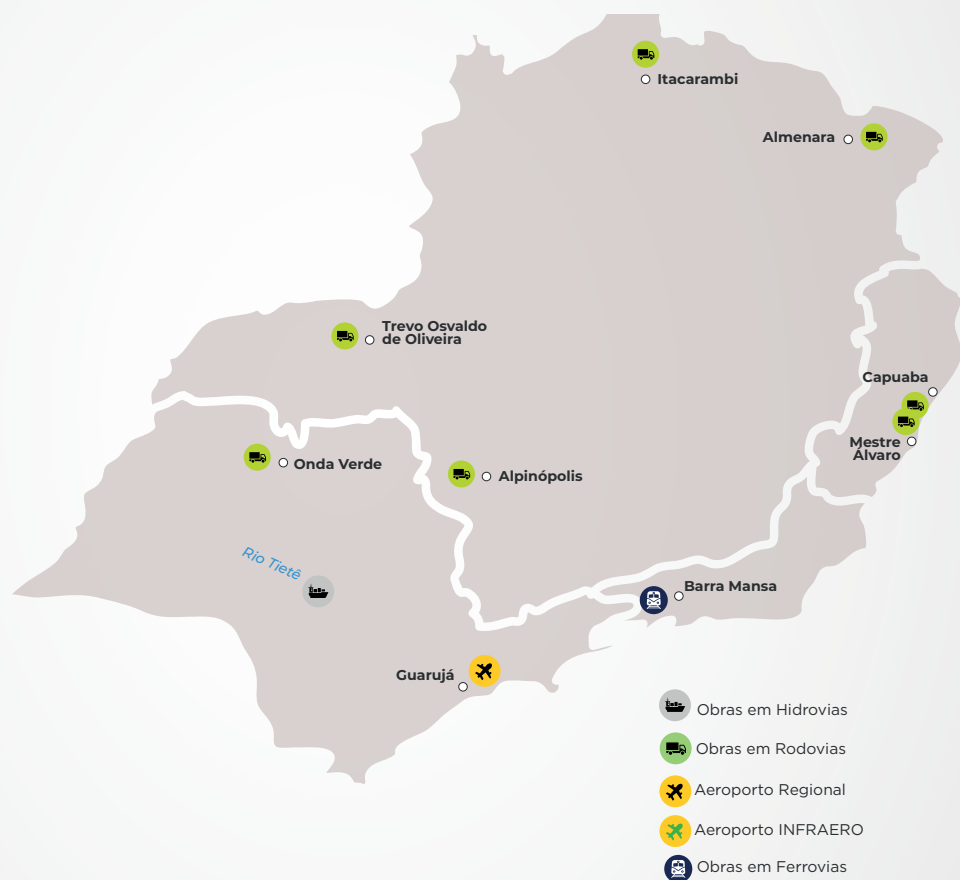 Itacarambi
Almenara
Trevo Osvaldo
de Oliveira
Capuaba
Mestre
Álvaro
Onda Verde
Alpinópolis
Rio Tietê
Barra Mansa
Guarujá
Obras em Hidrovias
Obras em Rodovias
Aeroporto Regional
Aeroporto INFRAERO
Obras em Ferrovias